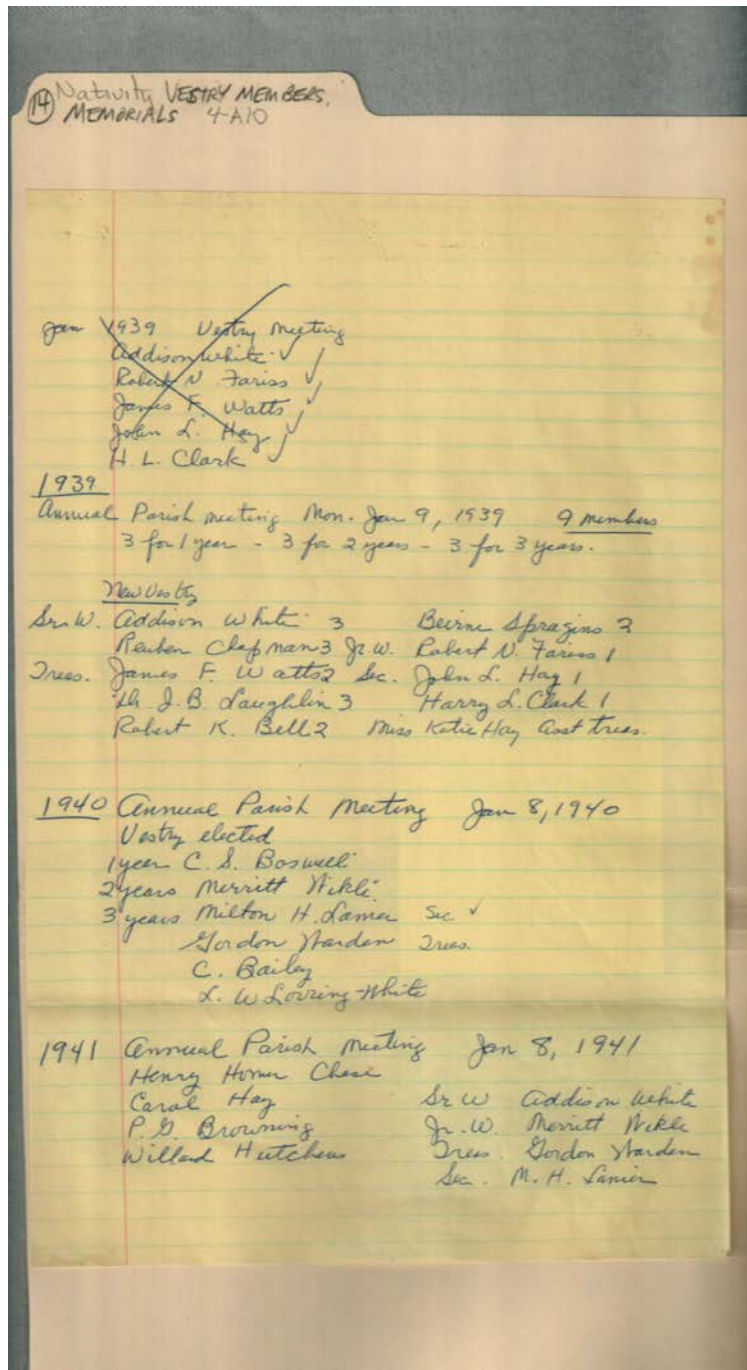 14 Nativity VESTRY MEMBERS,
MEMORIALS 4-A10
Jan 1939 Vestry Meeting
Addison White ✓
Robert N. Fariss ✓
James F. Watts ✓
John L. Hay ✓
H. L. Clark ✓
1939
Annual Parish meeting Mon. Jan 9, 1939 9 members
3 for 1 year - 3 for 2 years - 3 for 3 years.
New Vestry
Sr. W. Addison White 3 Beirne Spragins 2
Reuben Chapman 3 Jr. W. Robert N. Fariss 1
Treas. James F. Watts 2 Sec. John L. Hay 1
J. B. Laughlin 3 Harry L. Clark 1
Robert K. Bell 2 Miss Katie Hay asst treas.
1940 Annual Parish Meeting Jan 8, 1940
Vestry elected
1 year C. S. Boswell
2 years Merritt Wikle
3 years Milton H. Lanier Sec ✓
Gordon Harden Treas.
C. Bailey
L. W Lovring-White
1941 Annual Parish Meeting Jan 8, 1941
Henry Homer Chase
Carol Hay Sr W Addison White
P. G. Browning Jr. W. Merritt Wikle
Willard Hutchens Treas. Gordon Harden
Sec. M. H. Lanier